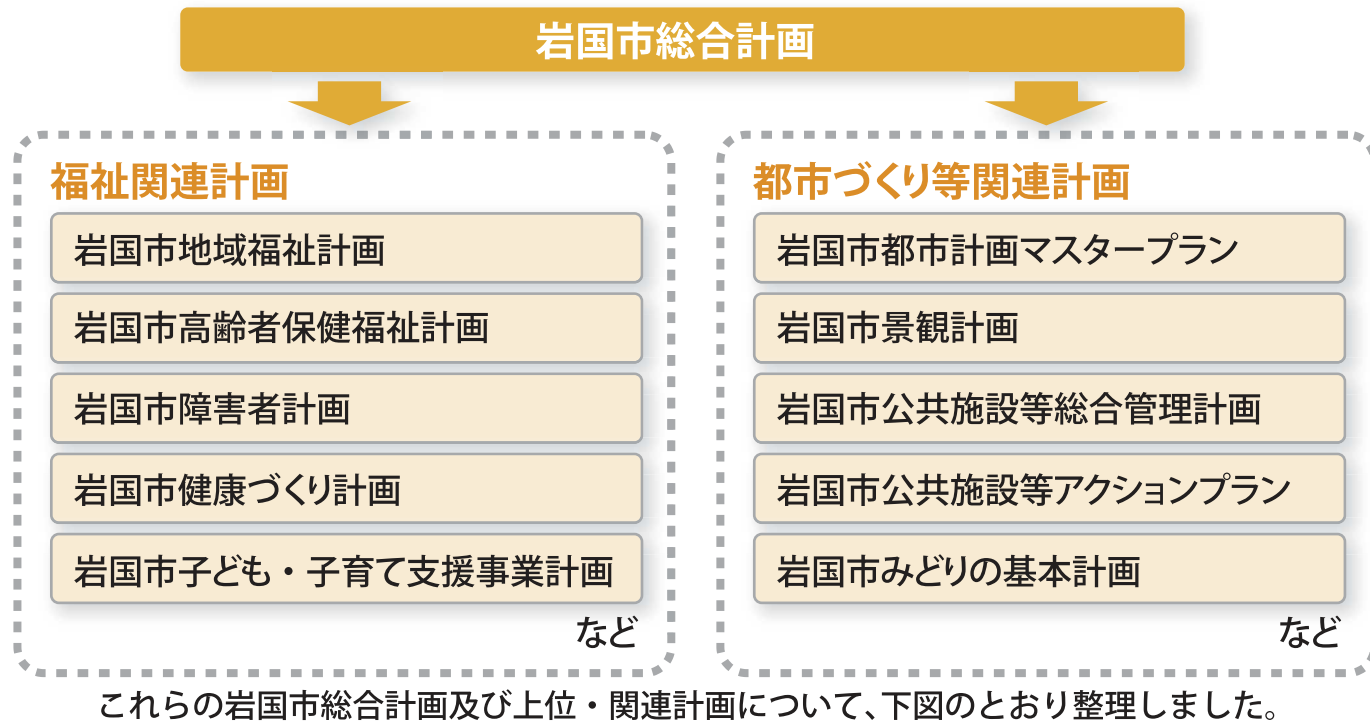 岩国市総合計画
福祉関連計画
岩国市地域福祉計画
岩国市高齢者保健福祉計画
岩国市障害者計画
岩国市健康づくり計画
岩国市子ども・子育て支援事業計画
など
都市づくり等関連計画
岩国市都市計画マスタープラン
岩国市景観計画
岩国市公共施設等総合管理計画
岩国市公共施設等アクションプラン
岩国市みどりの基本計画
など
これらの岩国市総合計画及び上位・関連計画について、下図のとおり整理しました。